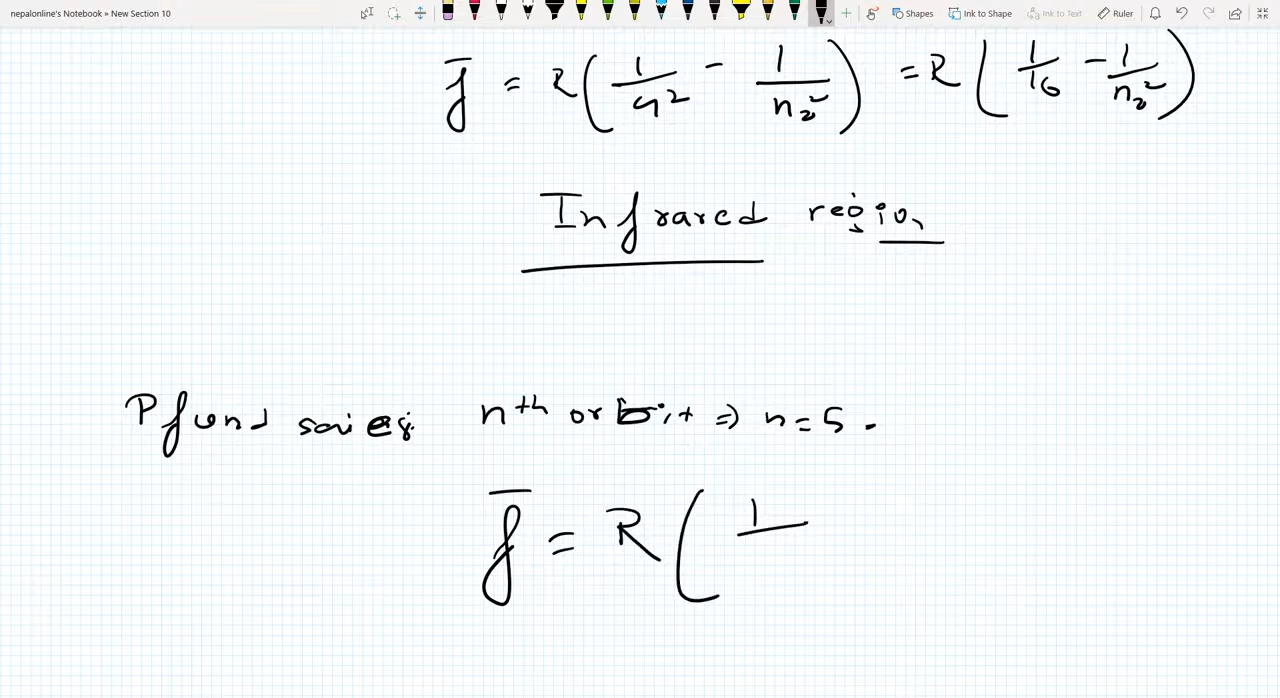 nepalonline's Notebook » New Section 10 Shapes Ink to Shape Ink to Text Ruler
f̄ = R(1/4² - 1/n₂²) = R(1/16 - 1/n₂²)
Infrared region
Pfund series nth orbit ⇒ n = 5.
f̄ = R(1/